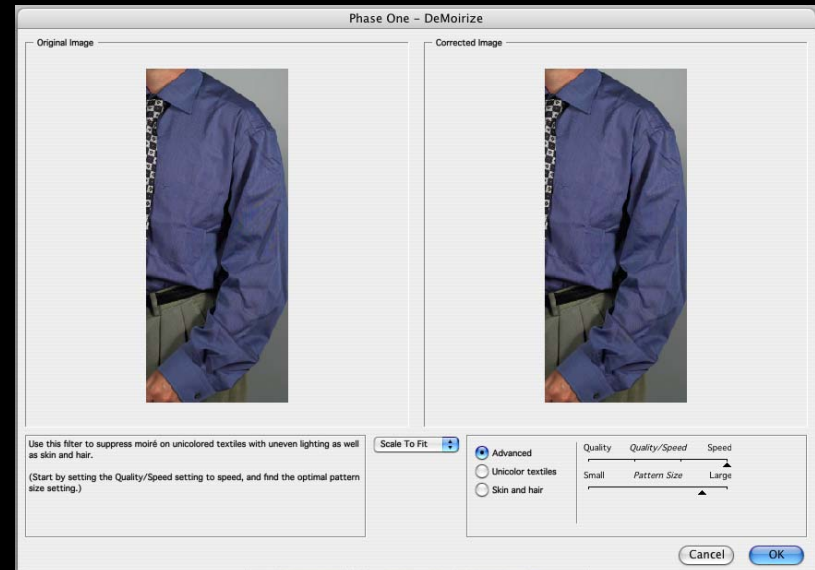 Phase One - DeMoirize
Original Image
Corrected Image
Use this filter to suppress moiré on unicolored textiles with uneven lighting as well
as skin and hair.
(Start by setting the Quality/Speed setting to speed, and fnd the optimal pattern
size setting.)
Scale To Fit
Advanced
Unicolor textiles
Skin and hair
Quality Quality/Speed Speed
Small Pattern Size Large
Cancel OK